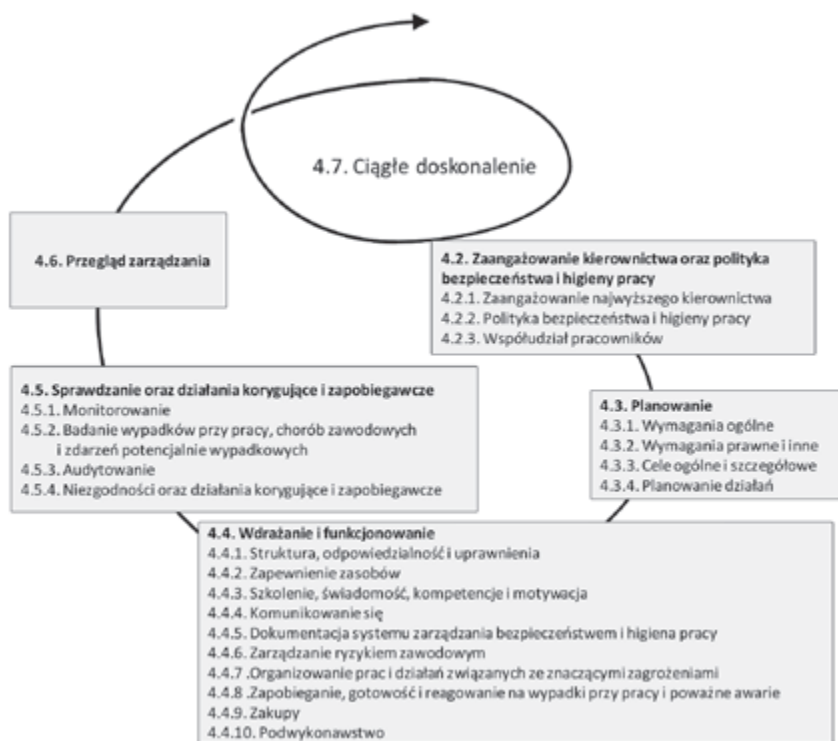 4.7. Ciągłe doskonalenie
4.6. Przegląd zarządzania
4.2. Zaangażowanie kierownictwa oraz polityka
bezpieczeństwa i higieny pracy
4.2.1. Zaangażowanie najwyższego kierownictwa
4.2.2. Polityka bezpieczeństwa i higieny pracy
4.2.3. Współudział pracowników
4.3. Planowanie
4.3.1. Wymagania ogólne
4.3.2. Wymagania prawne i inne
4.3.3. Cele ogólne i szczegółowe
4.3.4. Planowanie działań
4.5. Sprawdzanie oraz działania korygujące i zapobiegawcze
4.5.1. Monitorowanie
4.5.2. Badanie wypadków przy pracy, chorób zawodowych
i zdarzeń potencjalnie wypadkowych
4.5.3. Audytowanie
4.5.4. Niezgodności oraz działania korygujące i zapobiegawcze
4.4. Wdrażanie i funkcjonowanie
4.4.1. Struktura, odpowiedzialność i uprawnienia
4.4.2. Zapewnienie zasobów
4.4.3. Szkolenie, świadomość, kompetencje i motywacja
4.4.4. Komunikowanie się
4.4.5. Dokumentacja systemu zarządzania bezpieczeństwem i higiena pracy
4.4.6. Zarządzanie ryzykiem zawodowym
4.4.7 .Organizowanie prac i działań związanych ze znaczącymi zagrożeniami
4.4.8 .Zapobieganie, gotowość i reagowanie na wypadki przy pracy i poważne awarie
4.4.9. Zakupy
4.4.10. Podwykonawstwo